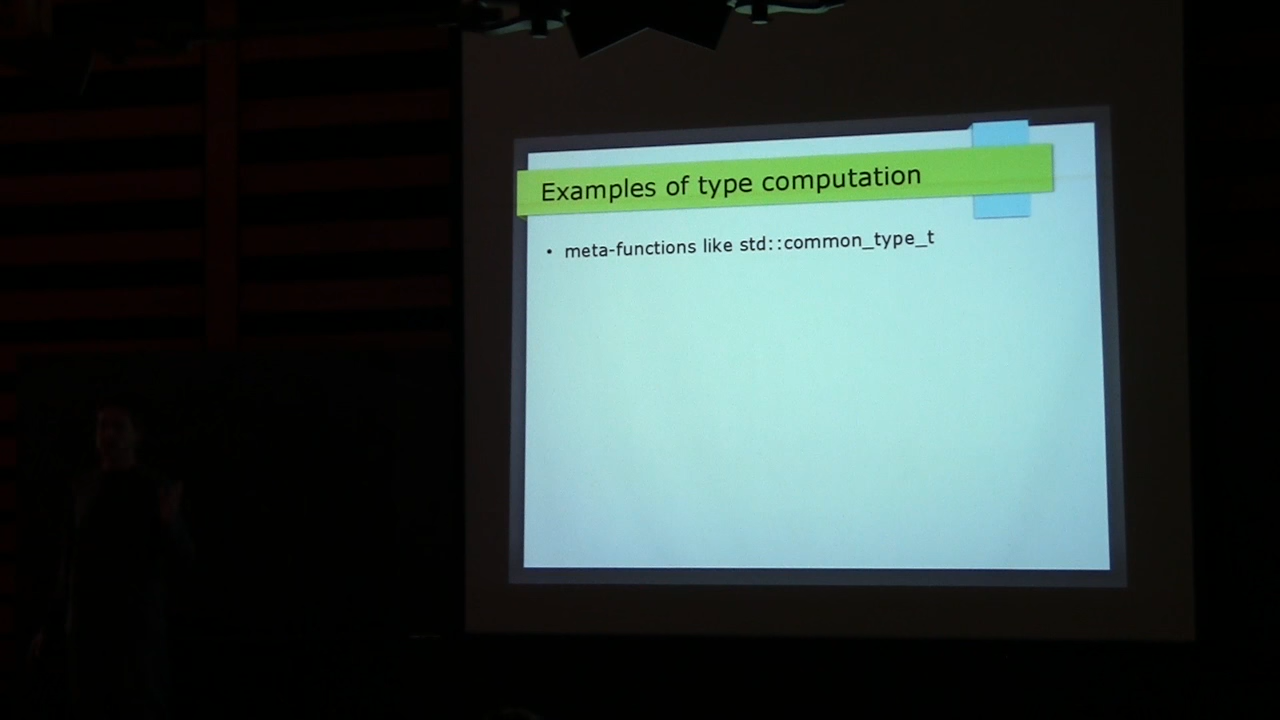 Examples of type computation
• meta-functions like std::common_type_t